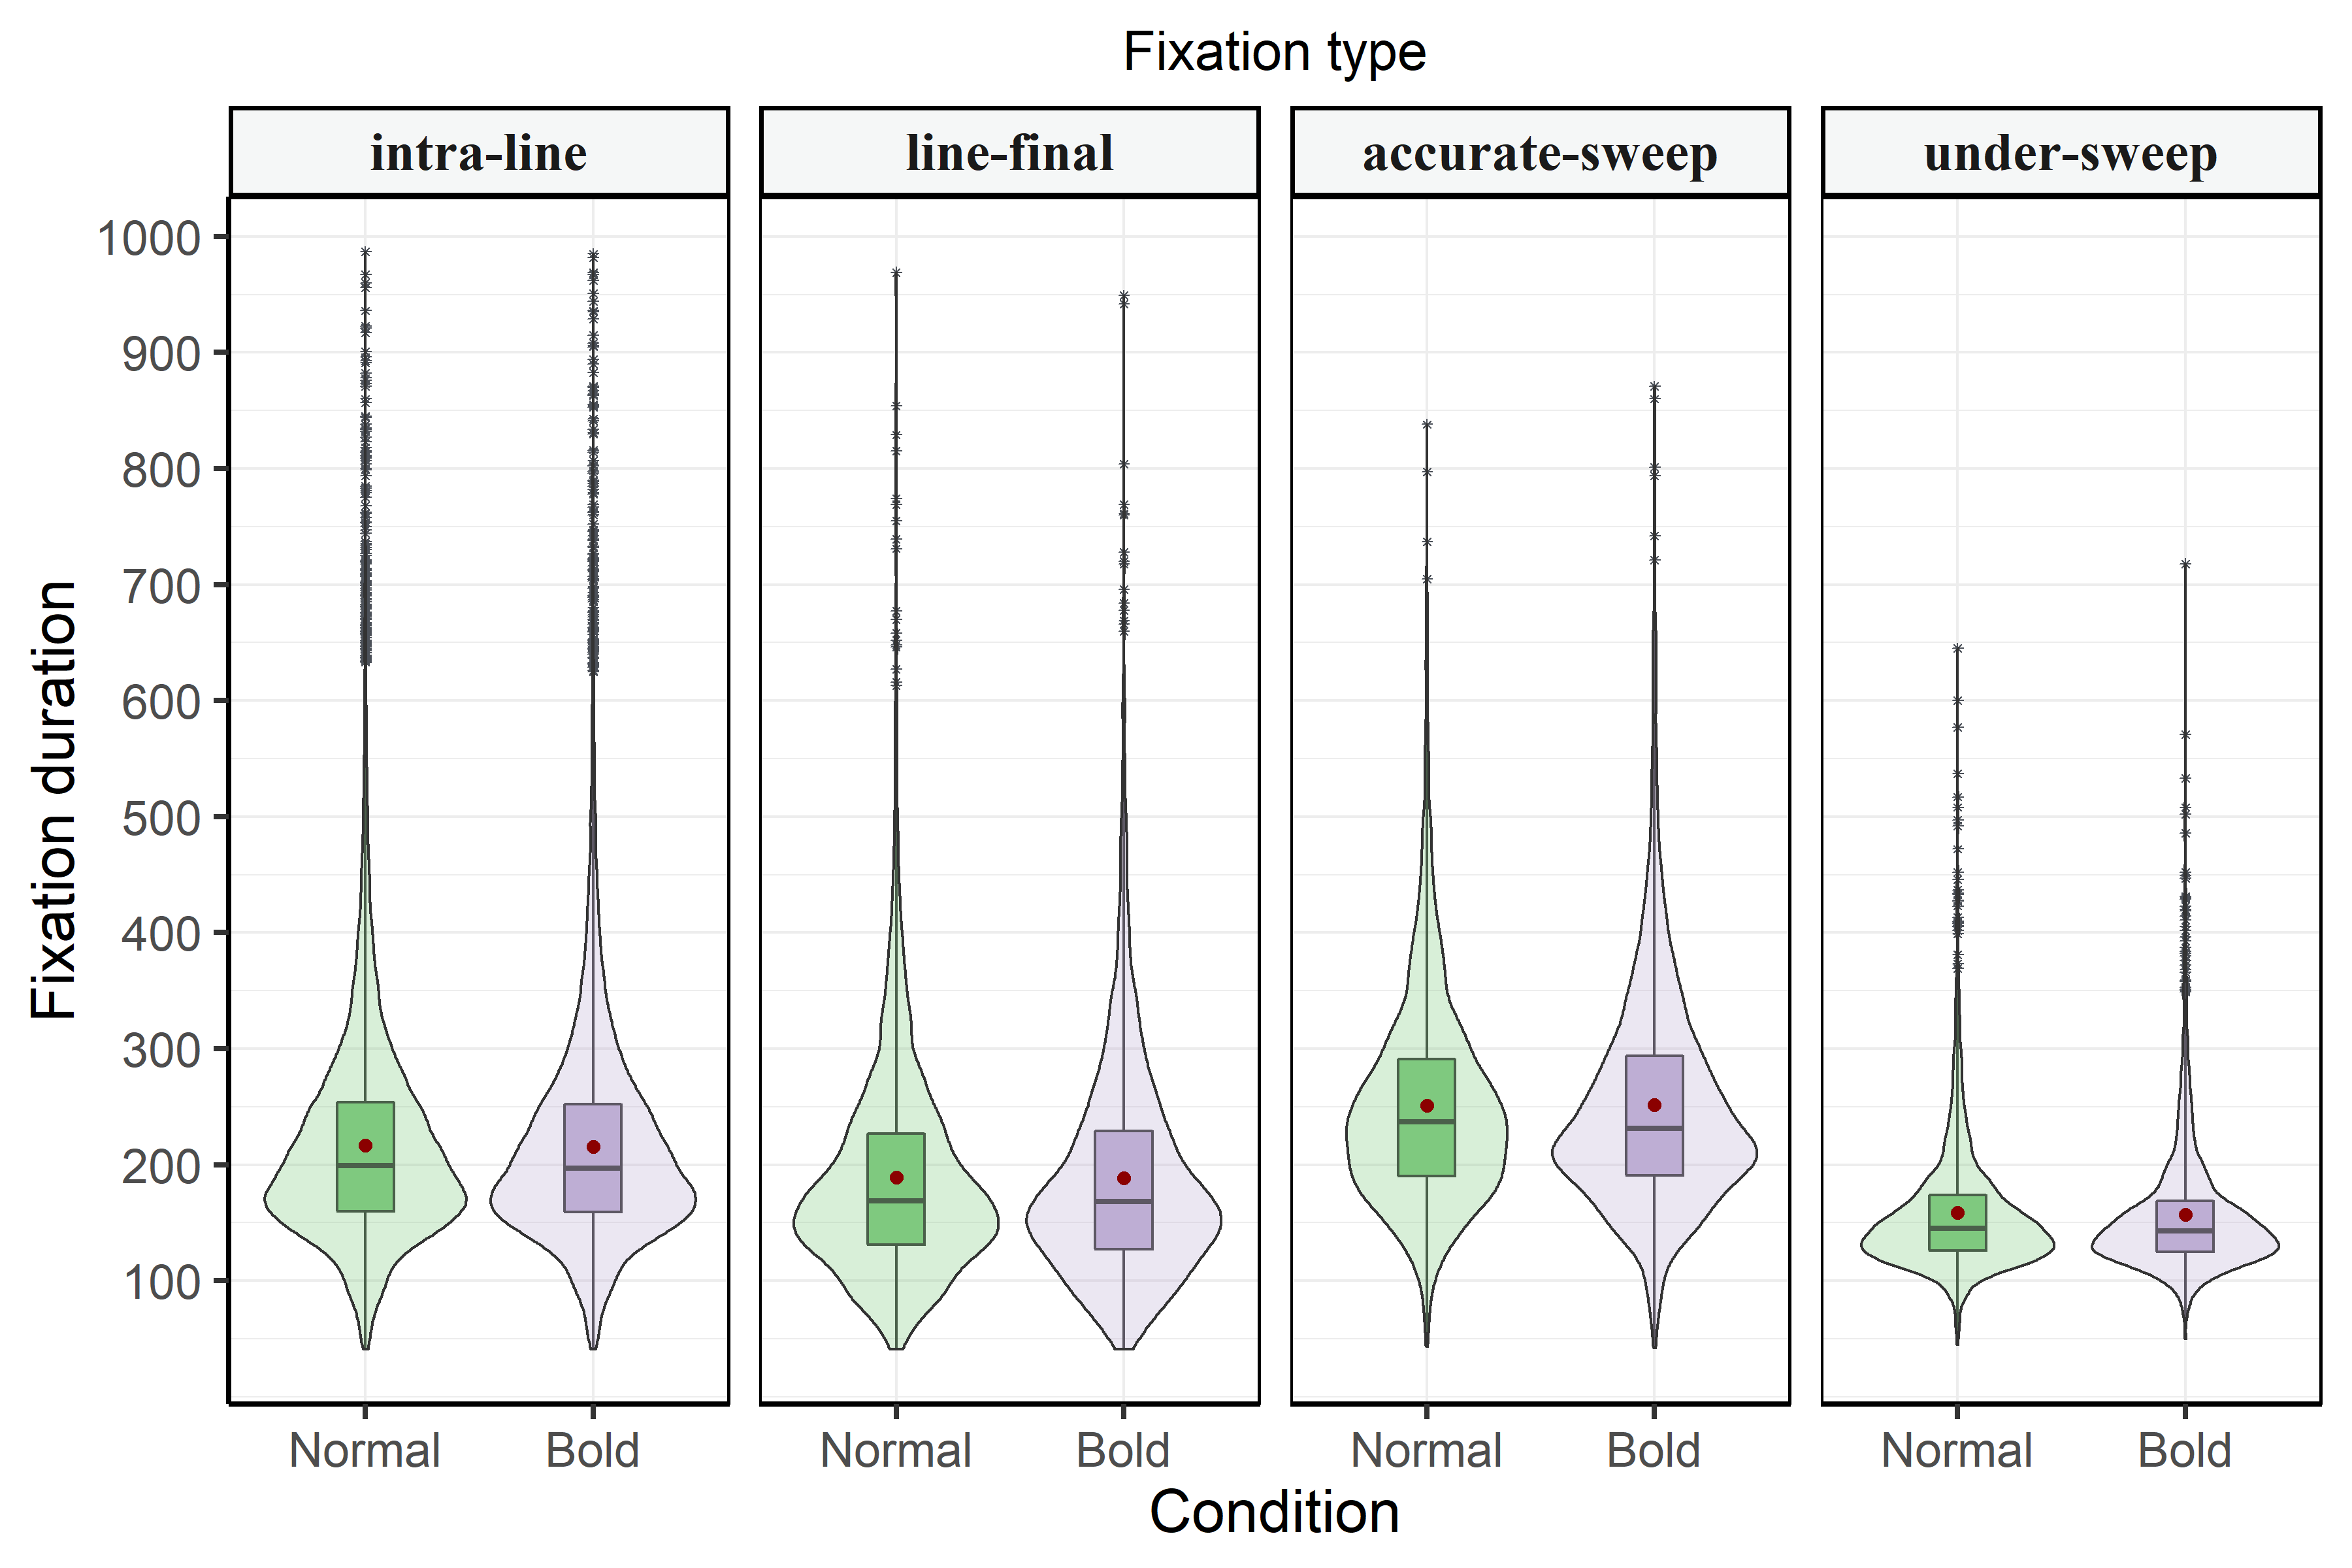 Fixation type
intra-line line-final accurate-sweep under-sweep
1000
900
800
700
600
500
400
300
200
100
Fixation duration
Normal Bold Normal Bold Normal Bold Normal Bold
Condition